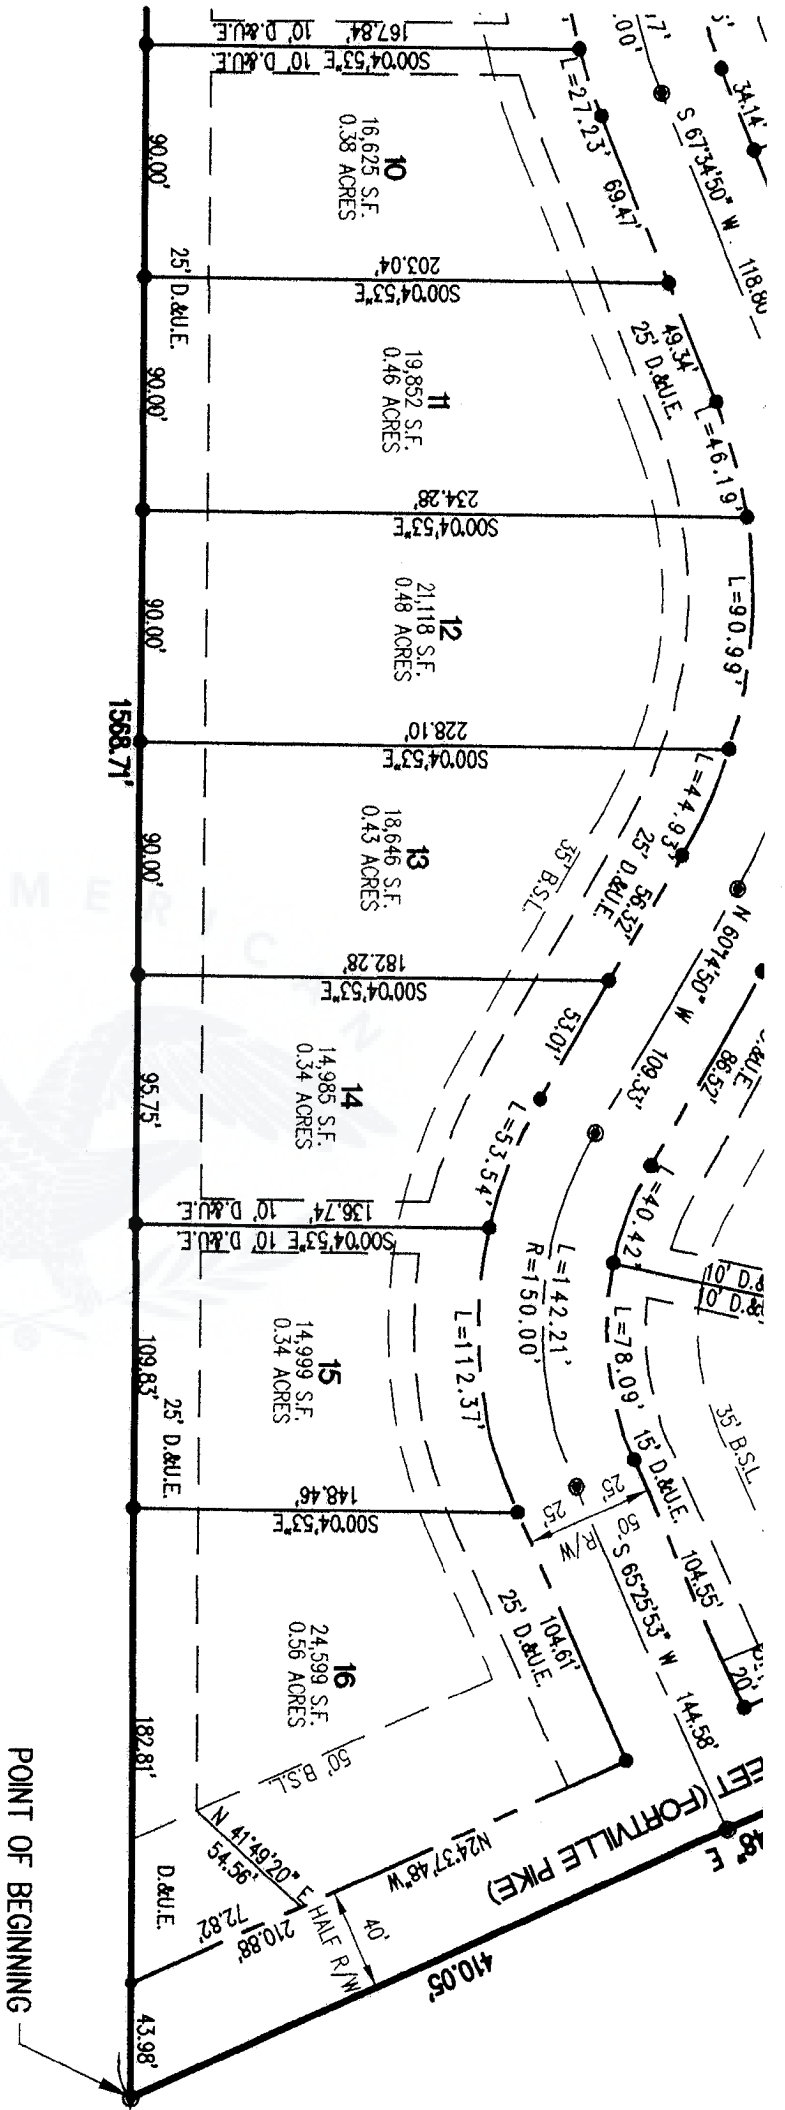 167.84' 10' D.&U.E.
S00°04'53"E 10' D.&U.E.
L=27.23'
69.47'
34.14'
S 67°34'50" W
118.80
10
16,625 S.F.
0.38 ACRES
90.00'
25' D.&U.E.
203.04'
S00°04'53"E
49.34'
25' D.&U.E.
L=46.19'
11
19,852 S.F.
0.46 ACRES
90.00'
234.28'
S00°04'53"E
L=90.99'
12
21,118 S.F.
0.48 ACRES
90.00'
1568.71'
228.10'
S00°04'53"E
L=44.93'
56.32'
25' D.&U.E.
35' B.S.L.
13
18,646 S.F.
0.43 ACRES
90.00'
182.28'
S00°04'53"E
53.01'
N 60°14'50" W
109.33'
86.52'
L=53.54'
14
14,985 S.F.
0.34 ACRES
95.75'
136.74' 10' D.&U.E.
S00°04'53"E 10' D.&U.E.
L=40.42'
L=142.21'
R=150.00'
L=78.09'
L=112.37'
15
14,999 S.F.
0.34 ACRES
109.83'
25' D.&U.E.
148.46'
S00°04'53"E
35' B.S.L.
15' D.&U.E.
25
25
50'
R/W
S 65°25'53" W
144.58'
104.55'
20'
104.61'
25' D.&U.E.
16
24,599 S.F.
0.56 ACRES
50' B.S.L.
182.81'
D.&U.E.
N 41°49'20" E
54.56'
72.82'
210.88'
N24°37'48"W
HALF R/W
40'
(FORTVILLE PIKE)
410.05'
43.98'
POINT OF BEGINNING